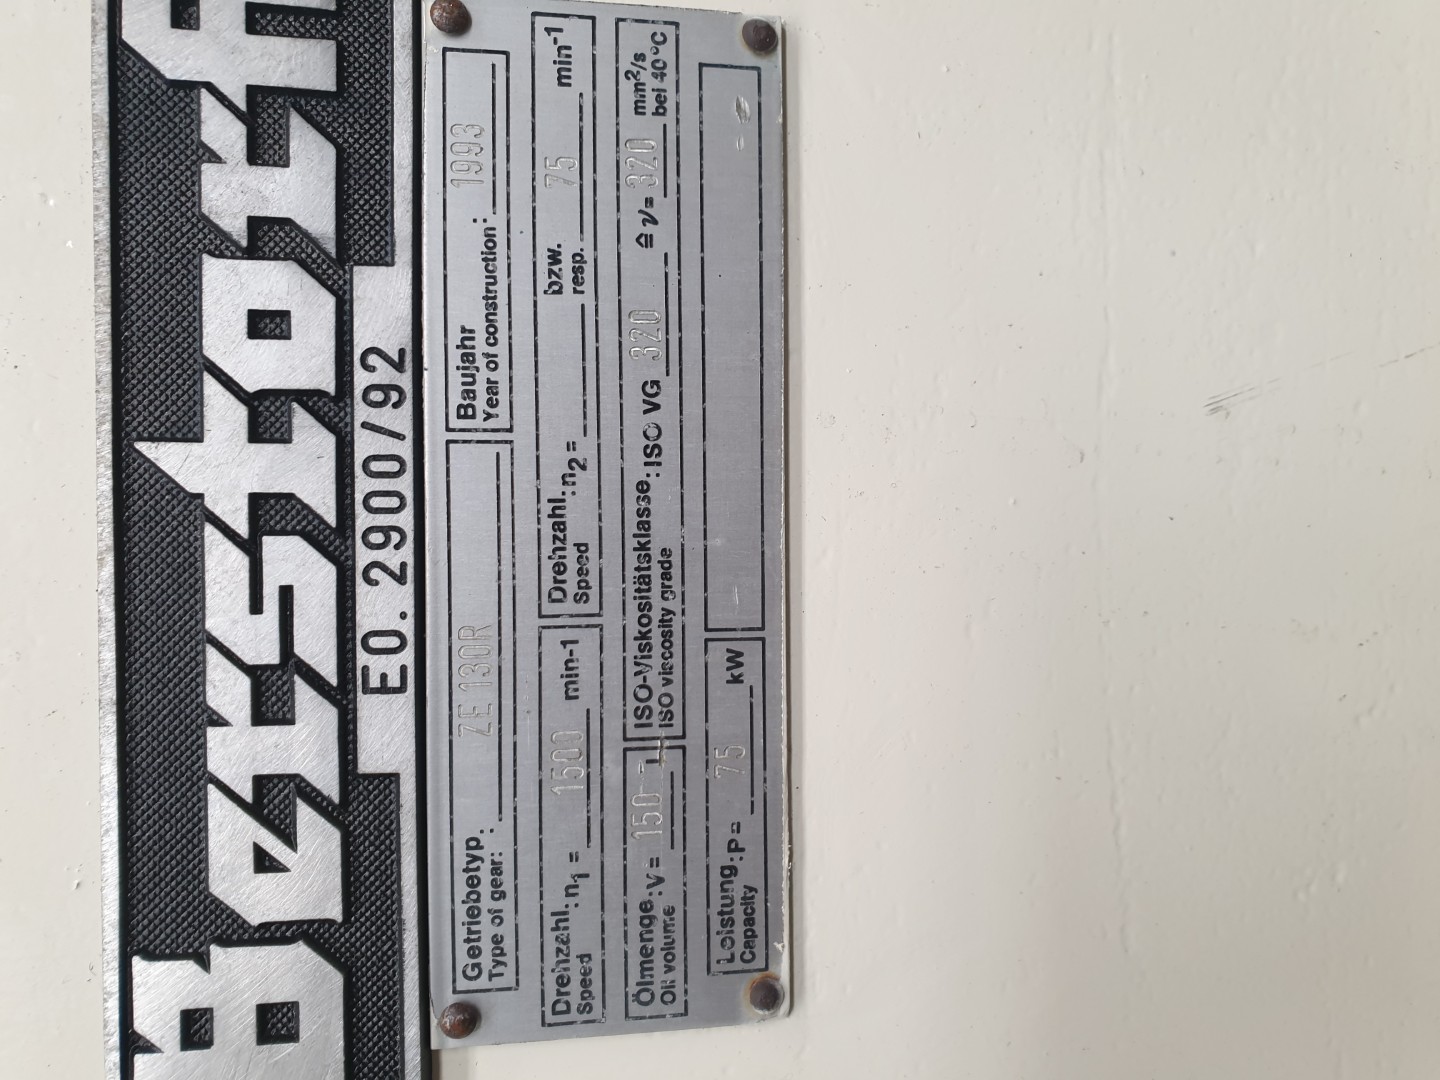 Berstorff
EO. 2900/92
Getriebetyp: ZE 130R
Type of gear:
Baujahr 1993
Year of construction:
Drehzahl: n1 = 1500 min-1
Speed
Drehzahl: n2 = bzw. 75 min-1
Speed resp.
Ölmenge: V = 150 L
Oil volume
ISO-Viskositätsklasse: ISO VG 320 ≙ ν = 320 mm²/s
ISO viscosity grade bei 40°C
Leistung: P = 75 kW
Capacity